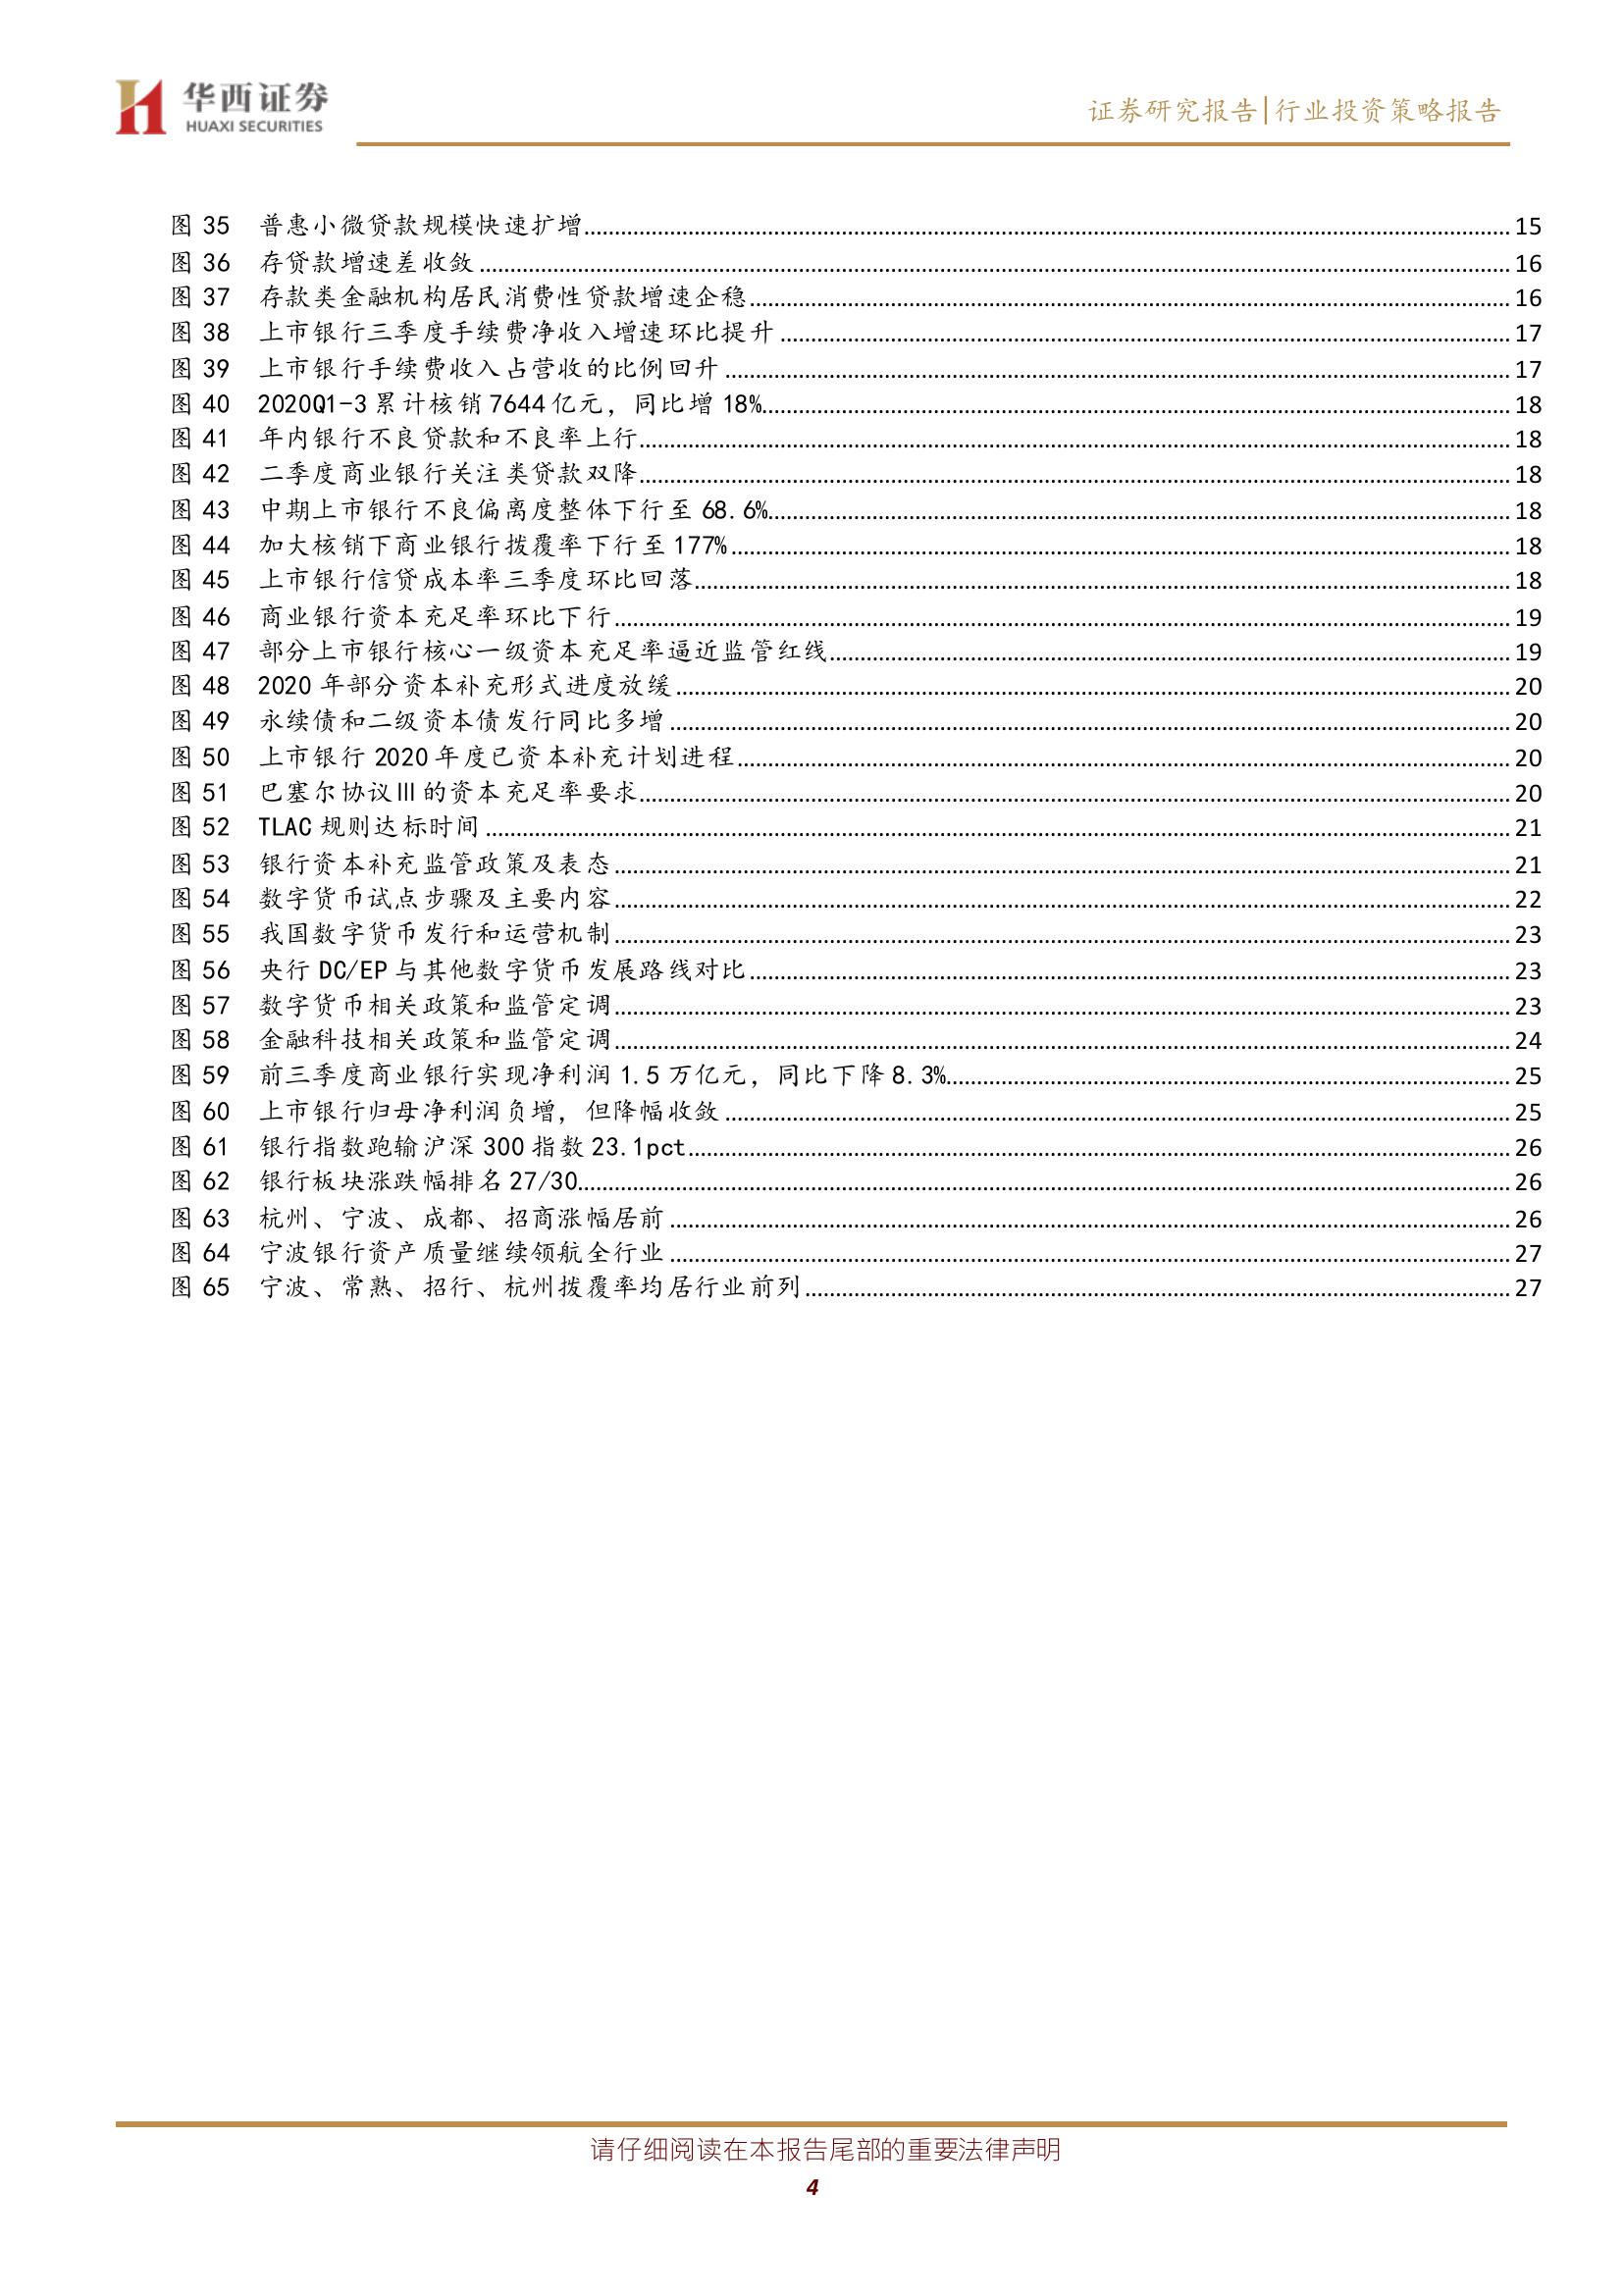 华西证券
HUAXI SECURITIES
证券研究报告|行业投资策略报告
图 35 普惠小微贷款规模快速扩增 15
图 36 存贷款增速差收敛 16
图 37 存款类金融机构居民消费性贷款增速企稳 16
图 38 上市银行三季度手续费净收入增速环比提升 17
图 39 上市银行手续费收入占营收的比例回升 17
图 40 2020Q1-3 累计核销 7644 亿元，同比增 18% 18
图 41 年内银行不良贷款和不良率上行 18
图 42 二季度商业银行关注类贷款双降 18
图 43 中期上市银行不良偏离度整体下行至 68.6% 18
图 44 加大核销下商业银行拨覆率下行至 177% 18
图 45 上市银行信贷成本率三季度环比回落 18
图 46 商业银行资本充足率环比下行 19
图 47 部分上市银行核心一级资本充足率逼近监管红线 19
图 48 2020 年部分资本补充形式进度放缓 20
图 49 永续债和二级资本债发行同比多增 20
图 50 上市银行 2020 年度已资本补充计划进程 20
图 51 巴塞尔协议Ⅲ的资本充足率要求 20
图 52 TLAC 规则达标时间 21
图 53 银行资本补充监管政策及表态 21
图 54 数字货币试点步骤及主要内容 22
图 55 我国数字货币发行和运营机制 23
图 56 央行 DC/EP 与其他数字货币发展路线对比 23
图 57 数字货币相关政策和监管定调 23
图 58 金融科技相关政策和监管定调 24
图 59 前三季度商业银行实现净利润 1.5 万亿元，同比下降 8.3% 25
图 60 上市银行归母净利润负增，但降幅收敛 25
图 61 银行指数跑输沪深 300 指数 23.1pct 26
图 62 银行板块涨跌幅排名 27/30 26
图 63 杭州、宁波、成都、招商涨幅居前 26
图 64 宁波银行资产质量继续领航全行业 27
图 65 宁波、常熟、招行、杭州拨覆率均居行业前列 27
请仔细阅读在本报告尾部的重要法律声明
4